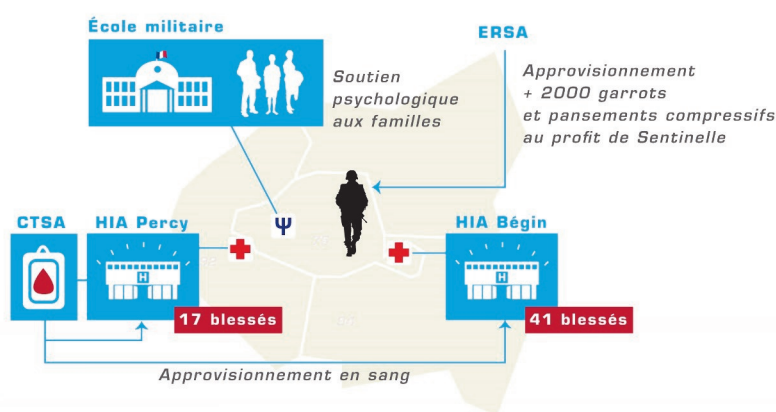 École militaire
ERSA
Soutien
psychologique
aux familles
Approvisionnement
+ 2000 garrots
et pansements compressifs
au profit de Sentinelle
Ψ
CTSA
HIA Percy
HIA Bégin
H
H
17 blessés
41 blessés
Approvisionnement en sang